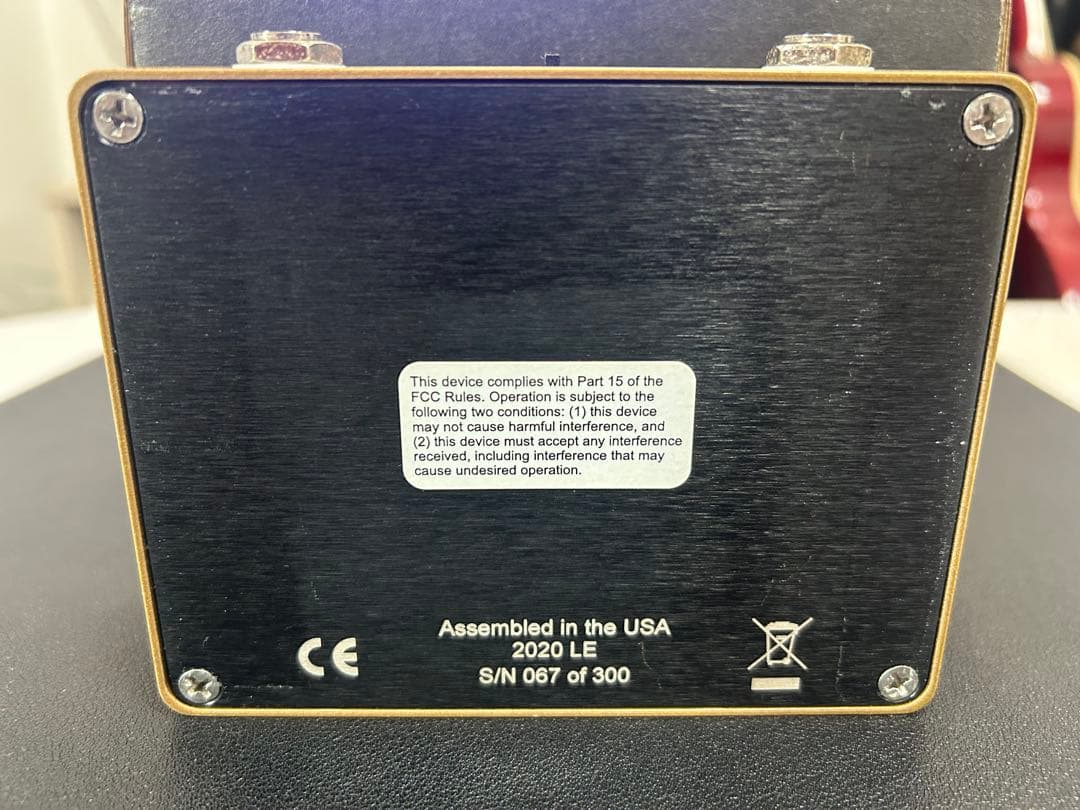 This device complies with Part 15 of the
FCC Rules. Operation is subject to the
following two conditions: (1) this device
may not cause harmful interference, and
(2) this device must accept any interference
received, including interference that may
cause undesired operation.
CE
Assembled in the USA
2020 LE
S/N 067 of 300